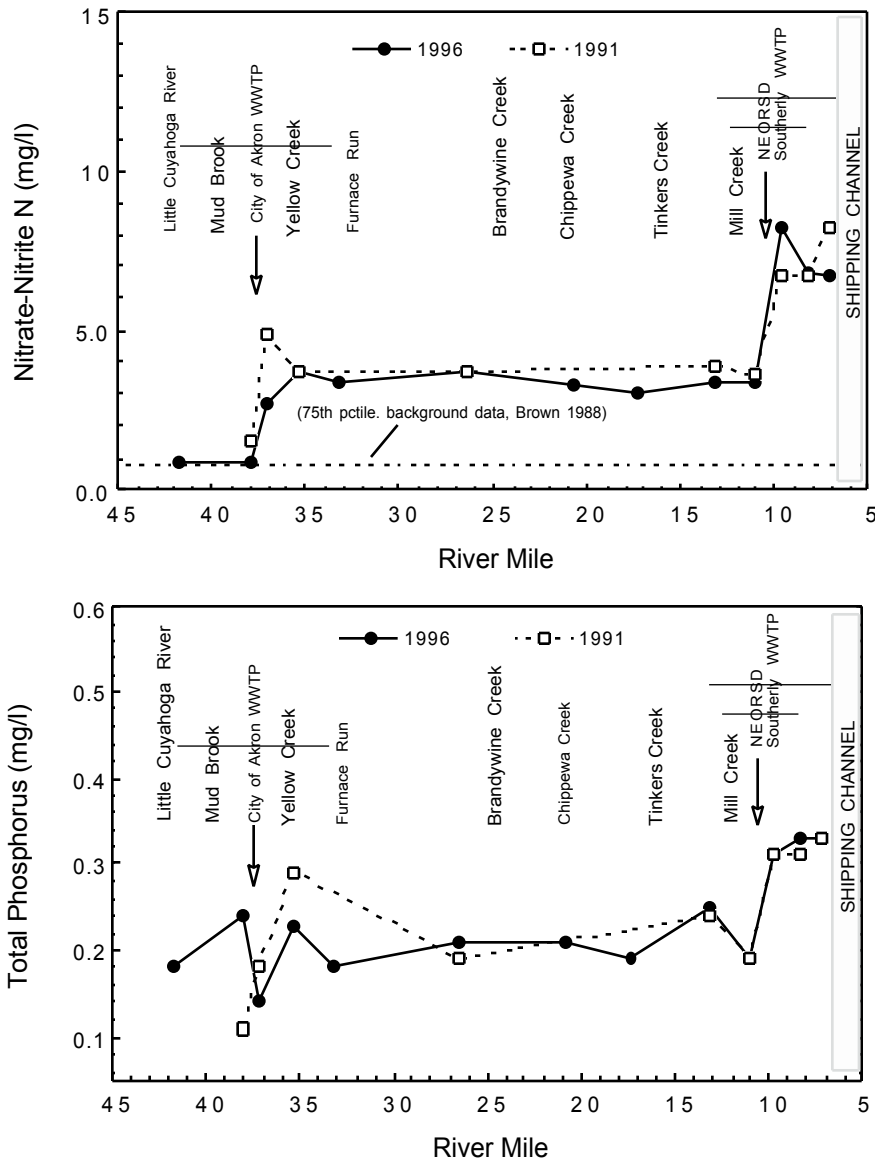 15
10
5.0
0.0
Nitrate-Nitrite N (mg/l)
1996
1991
Little Cuyahoga River
Mud Brook
City of Akron WWTP
Yellow Creek
Furnace Run
Brandywine Creek
Chippewa Creek
Tinkers Creek
Mill Creek
NEORSD
Southerly WWTP
SHIPPING CHANNEL
(75th pctile. background data, Brown 1988)
45 40 35 30 25 20 15 10 5
River Mile
0.6
0.5
0.4
0.3
0.2
0.1
Total Phosphorus (mg/l)
1996
1991
Little Cuyahoga River
Mud Brook
City of Akron WWTP
Yellow Creek
Furnace Run
Brandywine Creek
Chippewa Creek
Tinkers Creek
Mill Creek
NEORSD
Southerly WWTP
SHIPPING CHANNEL
45 40 35 30 25 20 15 10 5
River Mile